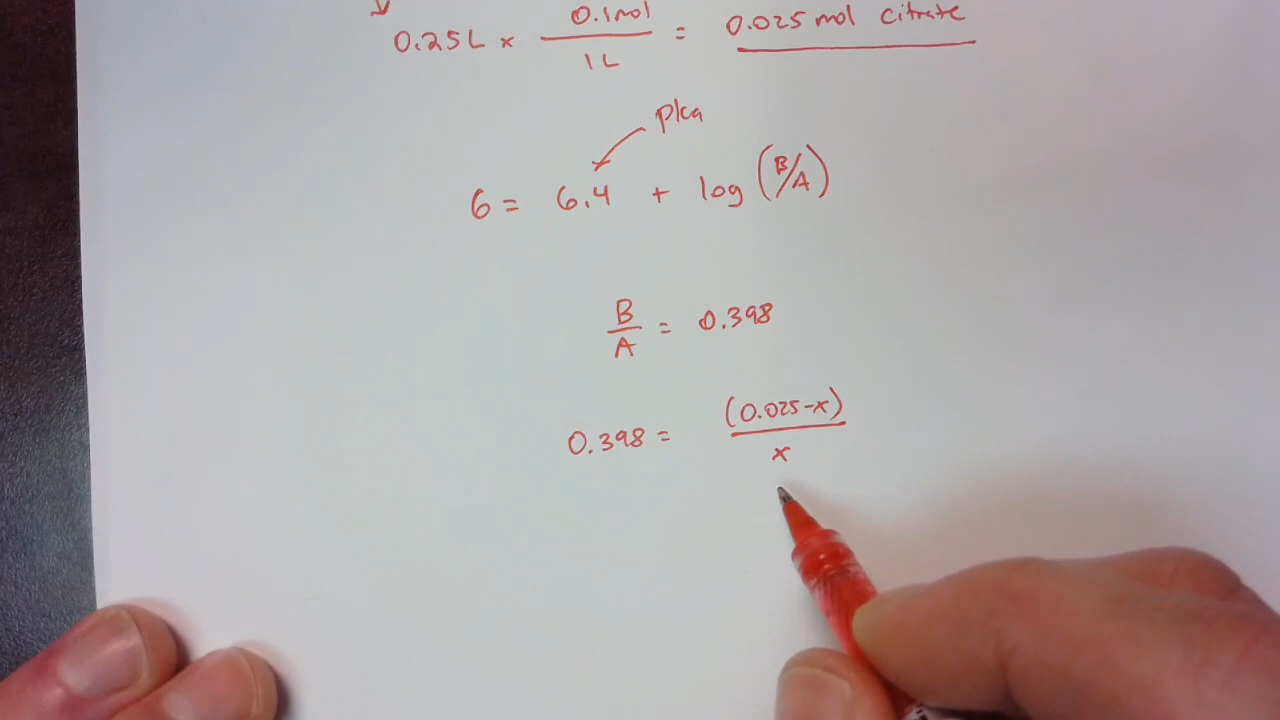 0.25L x 0.1mol / 1L = 0.025 mol citrate
pka
6 = 6.4 + log (B/A)
B/A = 0.398
0.398 = (0.025-x) / x